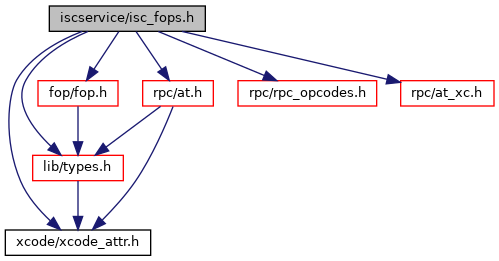 iscservice/isc_fops.h
fop/fop.h
rpc/at.h
rpc/rpc_opcodes.h
rpc/at_xc.h
lib/types.h
xcode/xcode_attr.h